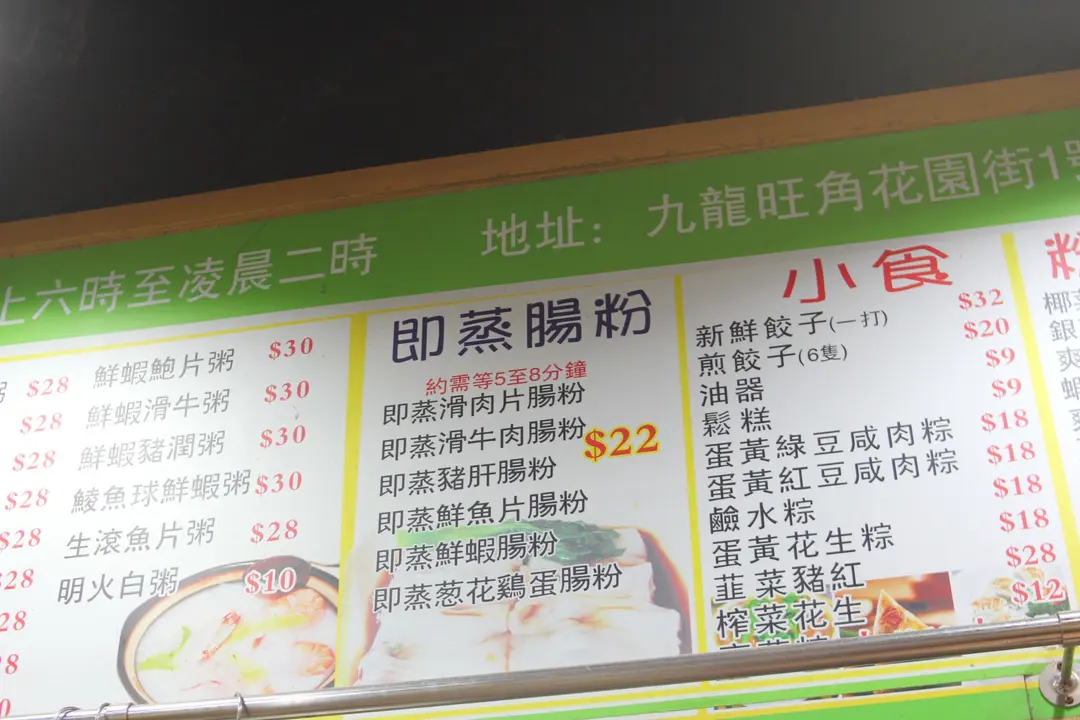 上六時至凌晨二時 地址: 九龍旺角花園街1號
粥 $28
$28
$28
$28
$28
$28
鮮蝦鮑片粥 $30
鮮蝦滑牛粥 $30
鮮蝦豬潤粥 $30
鯪魚球鮮蝦粥 $30
生滾魚片粥 $28
明火白粥 $10
即蒸腸粉
約需等5至8分鐘
即蒸滑肉片腸粉
即蒸滑牛肉腸粉
即蒸豬肝腸粉
即蒸鮮魚片腸粉
即蒸鮮蝦腸粉
即蒸葱花鷄蛋腸粉
$22
小食
新鮮餃子(一打) $32
煎餃子(6隻) $20
油器 $9
鬆糕 $9
蛋黃綠豆咸肉粽 $18
蛋黃紅豆咸肉粽 $18
鹼水粽 $18
蛋黃花生粽 $18
韮菜豬紅 $28
榨菜花生 $12
椰
銀
爽
蝦